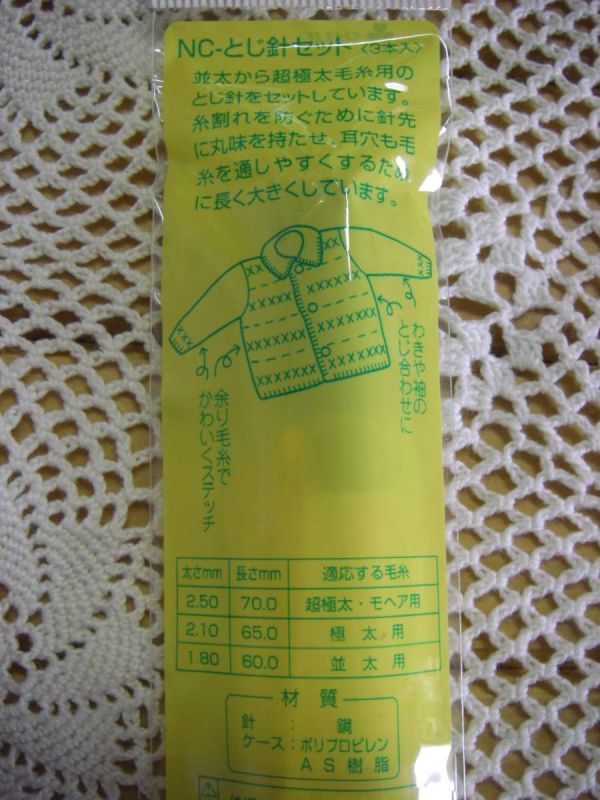 NC-とじ針セット〈3本入〉
並太から超極太毛糸用の
とじ針をセットしています。
糸割れを防ぐために針先
に丸味を持たせ、耳穴も毛
糸を通しやすくするため
に長く大きくしています。
わきや袖の
とじ合わせに
余り毛糸で
かわいくステッチ
太さmm 長さmm 適応する毛糸
2.50 70.0 超極太・モヘア用
2.10 65.0 極太用
1.80 60.0 並太用
材質
針 : 鋼
ケース:ポリプロピレン
AS樹脂